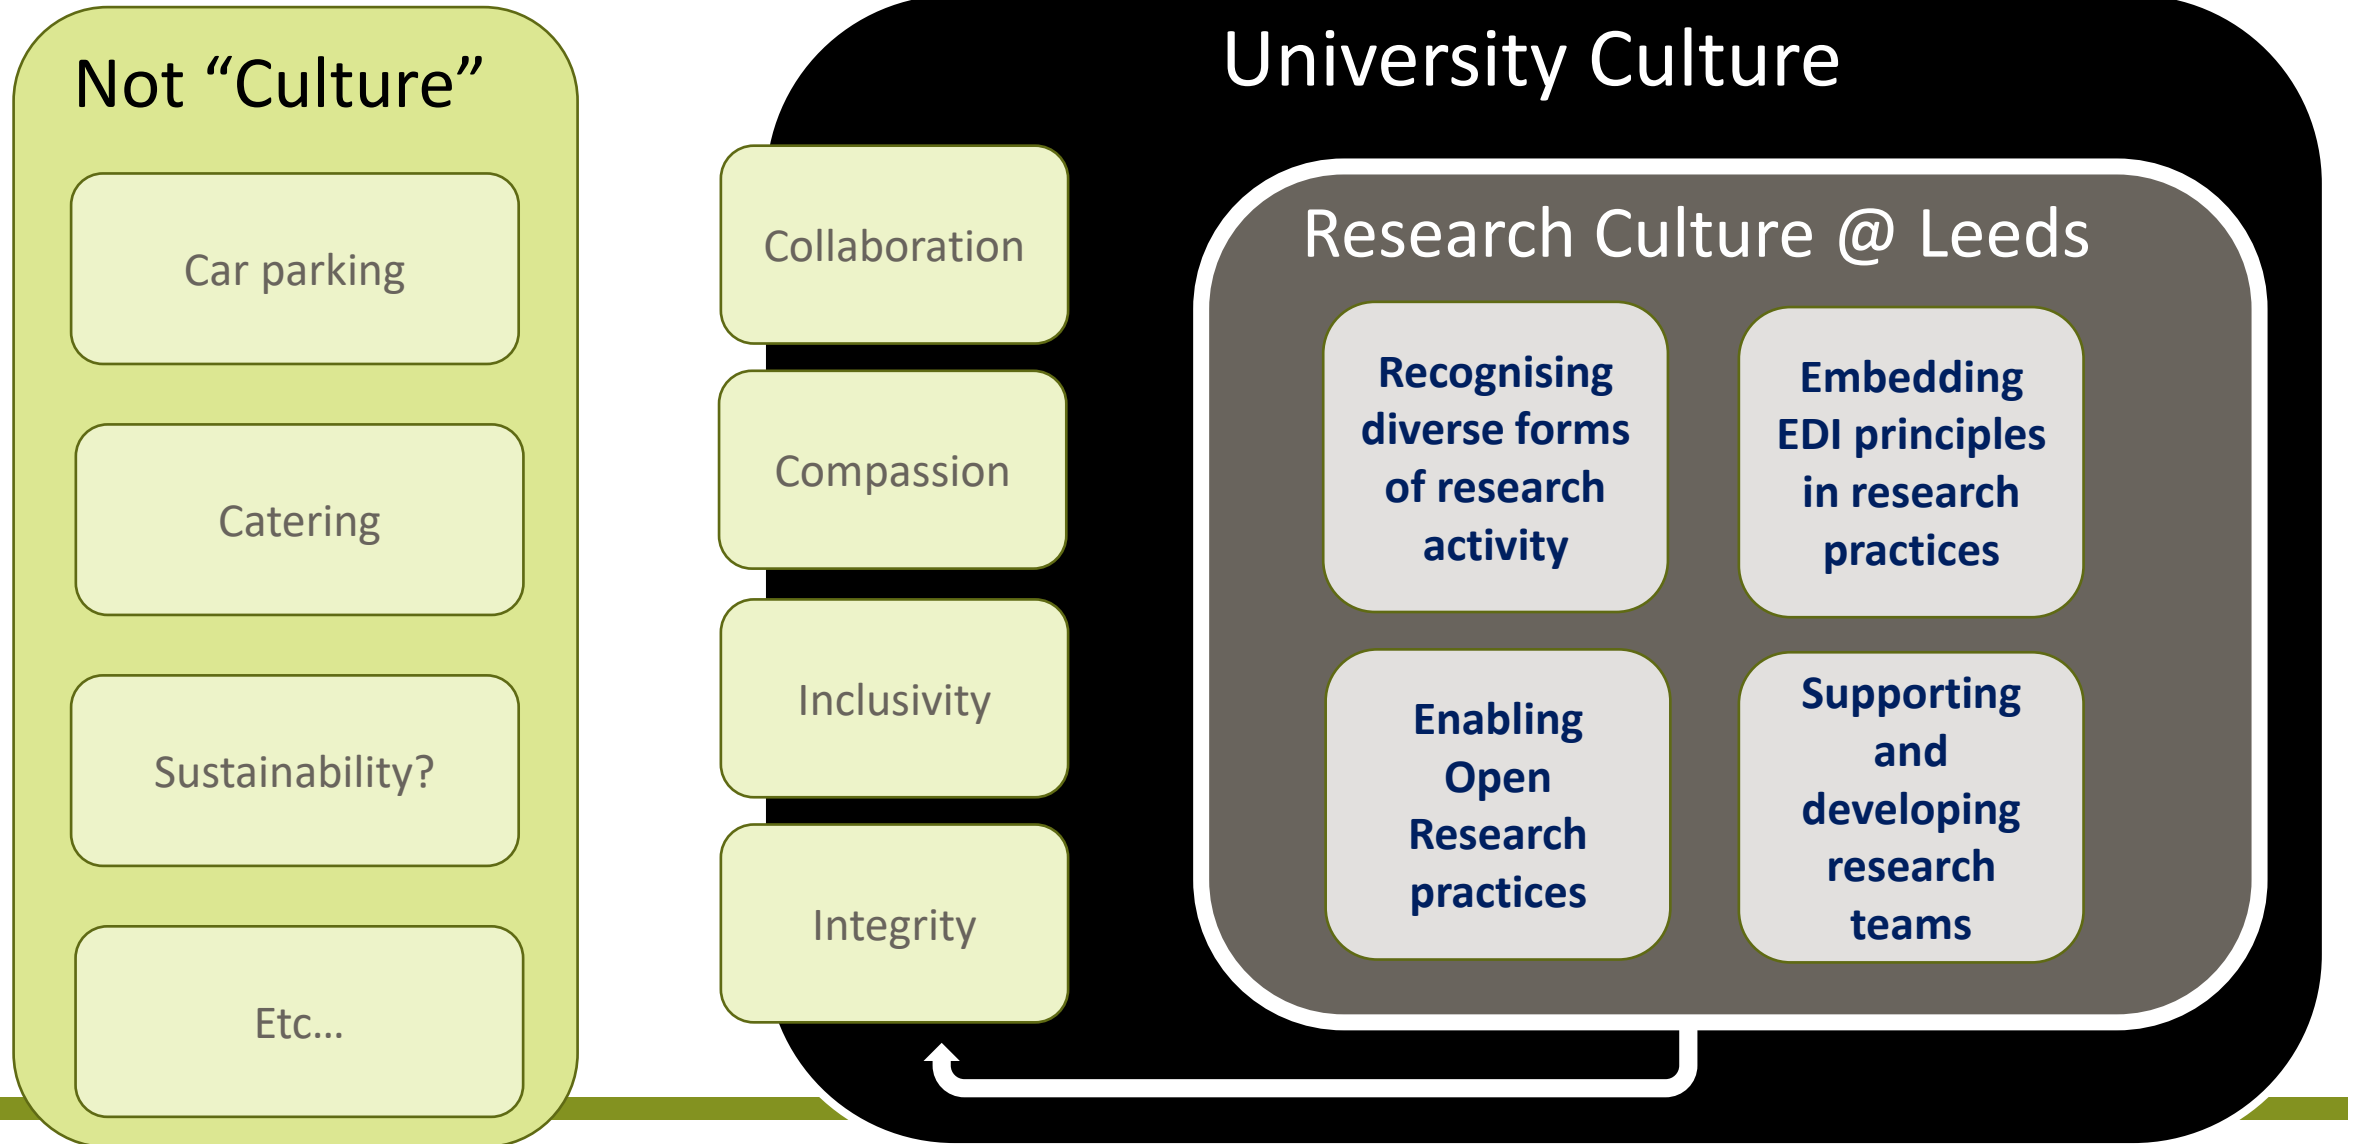 Not “Culture”
Car parking
Catering
Sustainability?
Etc…
University Culture
Collaboration
Compassion
Inclusivity
Integrity
Research Culture @ Leeds
Recognising
diverse forms
of research
activity
Embedding
EDI principles
in research
practices
Enabling
Open
Research
practices
Supporting
and
developing
research
teams